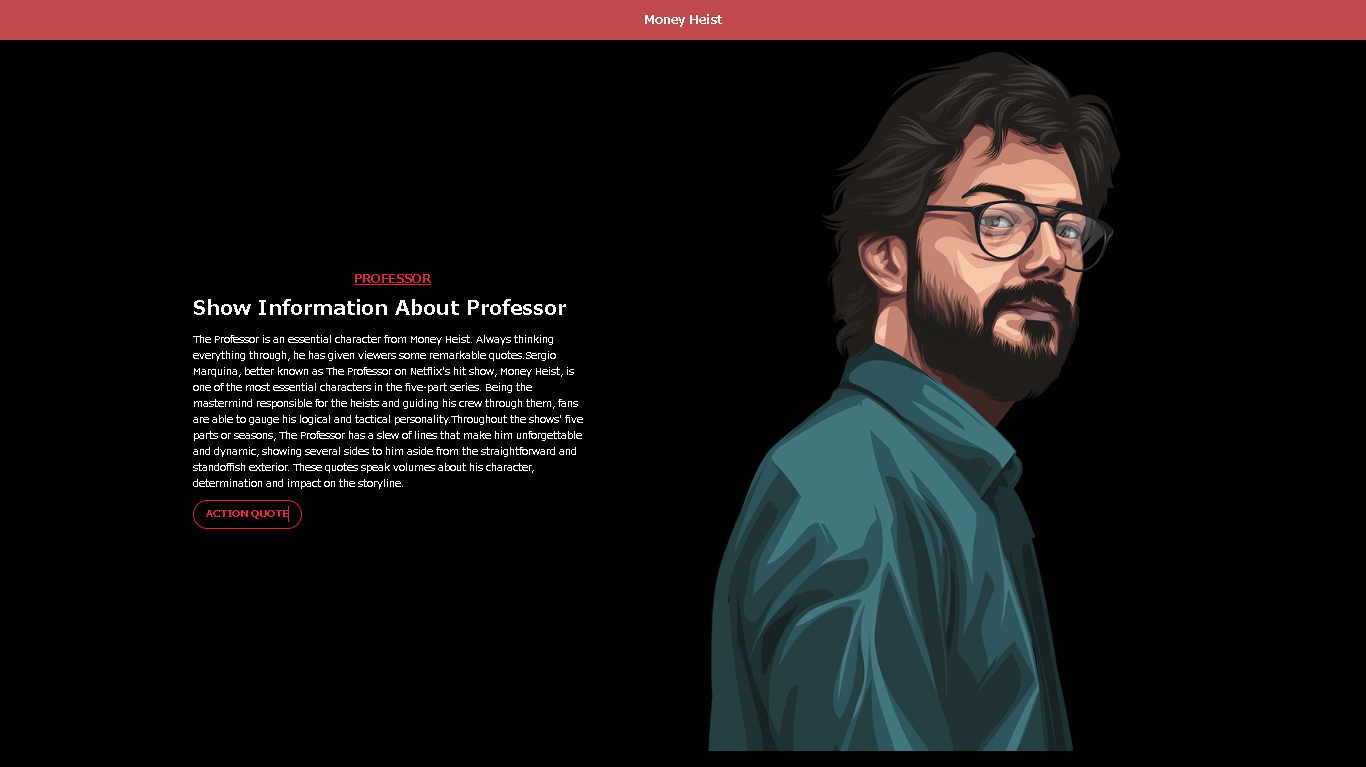 Money Heist
PROFESSOR
Show Information About Professor
The Professor is an essential character from Money Heist. Always thinking
everything through, he has given viewers some remarkable quotes.Sergio
Marquina, better known as The Professor on Netflix's hit show, Money Heist, is
one of the most essential characters in the five-part series. Being the
mastermind responsible for the heists and guiding his crew through them, fans
are able to gauge his logical and tactical personality.Throughout the shows' five
parts or seasons, The Professor has a slew of lines that make him unforgettable
and dynamic, showing several sides to him aside from the straightforward and
standoffish exterior. These quotes speak volumes about his character,
determination and impact on the storyline.
ACTION QUOTE